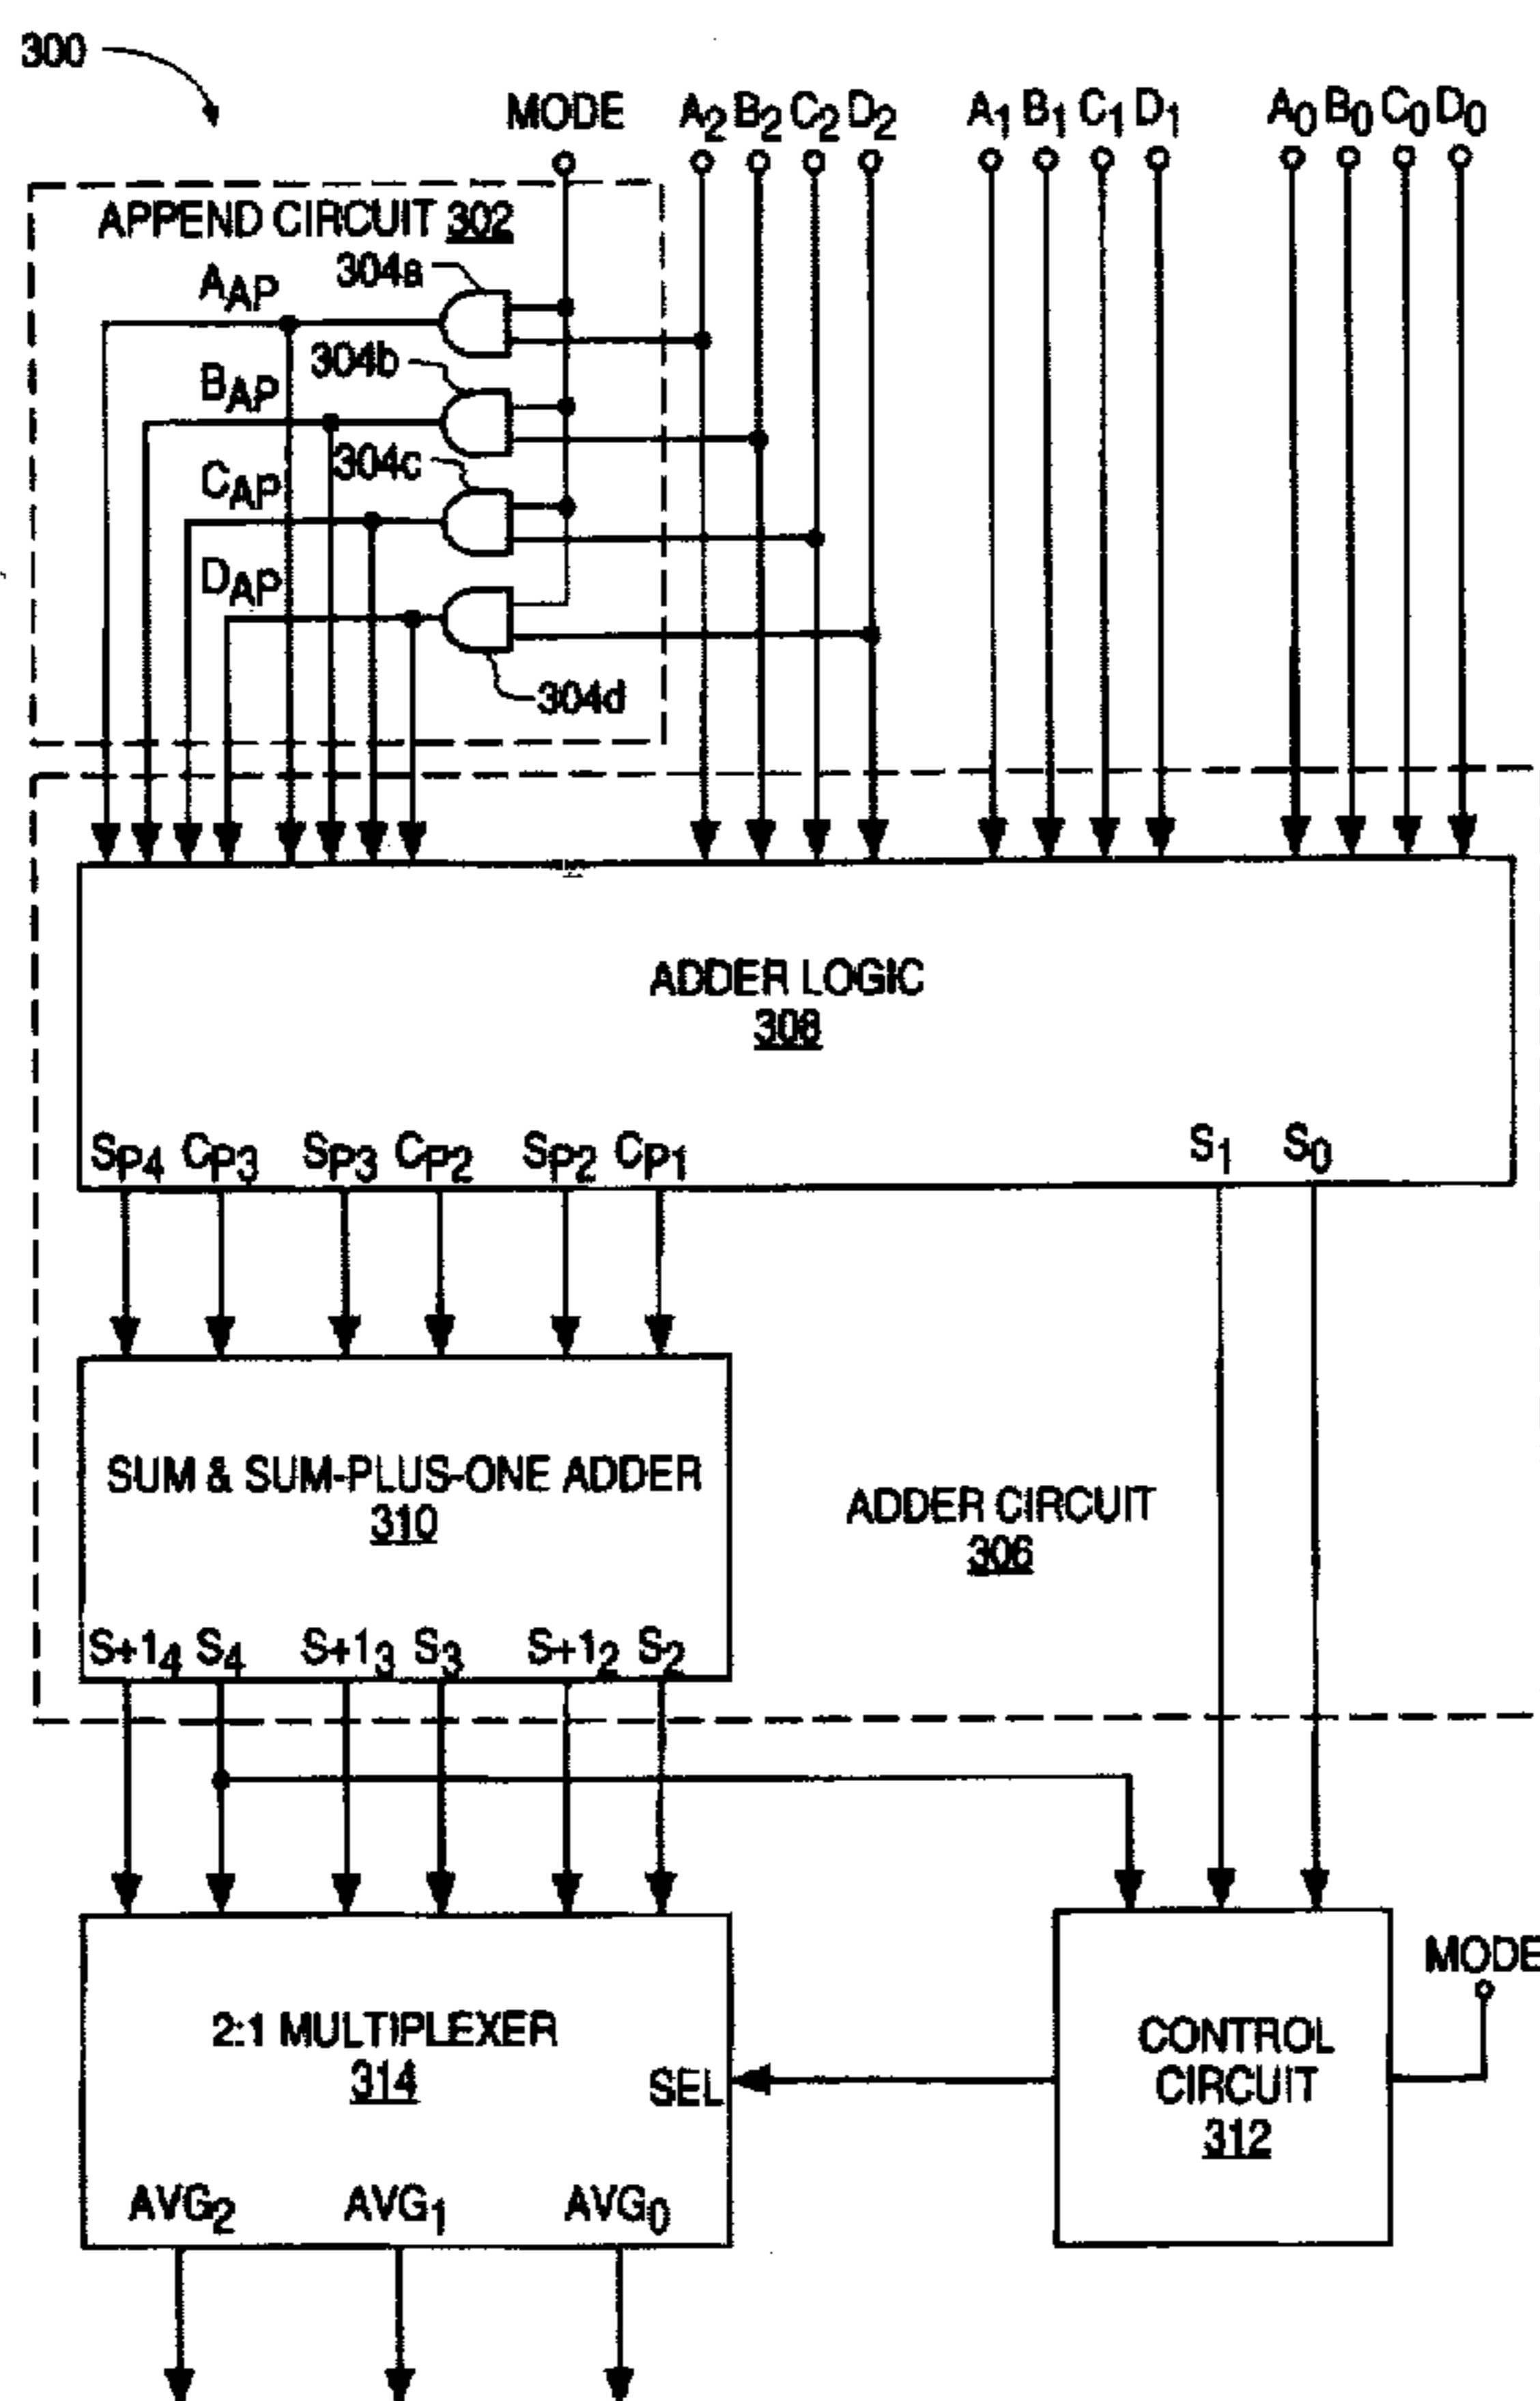 300
MODE A2 B2 C2 D2 A1 B1 C1 D1 A0 B0 C0 D0
APPEND CIRCUIT 302
304a
AAP
304b
BAP
304c
CAP
DAP
304d
ADDER LOGIC
308
SP4 CP3 SP3 CP2 SP2 CP1 S1 S0
SUM & SUM-PLUS-ONE ADDER
310
ADDER CIRCUIT
306
S+14 S4 S+13 S3 S+12 S2
MODE
2:1 MULTIPLEXER
314
SEL
CONTROL
CIRCUIT
312
AVG2 AVG1 AVG0